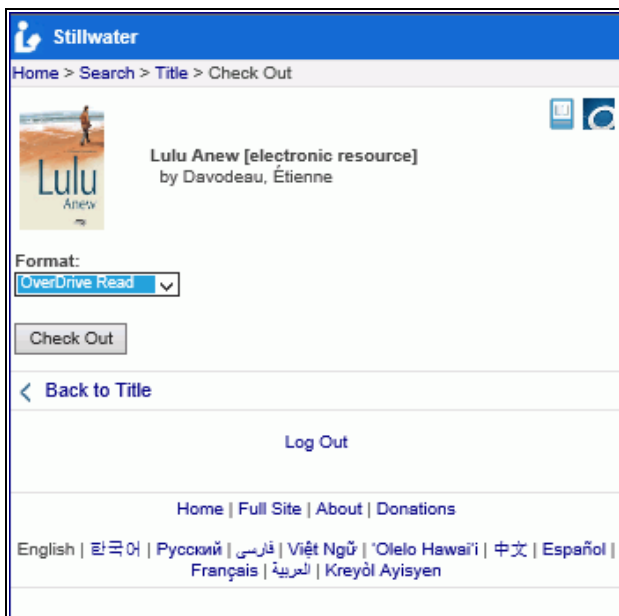 Stillwater
Home > Search > Title > Check Out
Lulu
Anew
Lulu Anew [electronic resource]
by Davodeau, Étienne
Format:
OverDrive Read
Check Out
Back to Title
Log Out
Home | Full Site | About | Donations
English | 한국어 | Русский | فارسی | Việt Ngữ | 'Olelo Hawai'i | 中文 | Español |
Français | العربية | Kreyòl Ayisyen